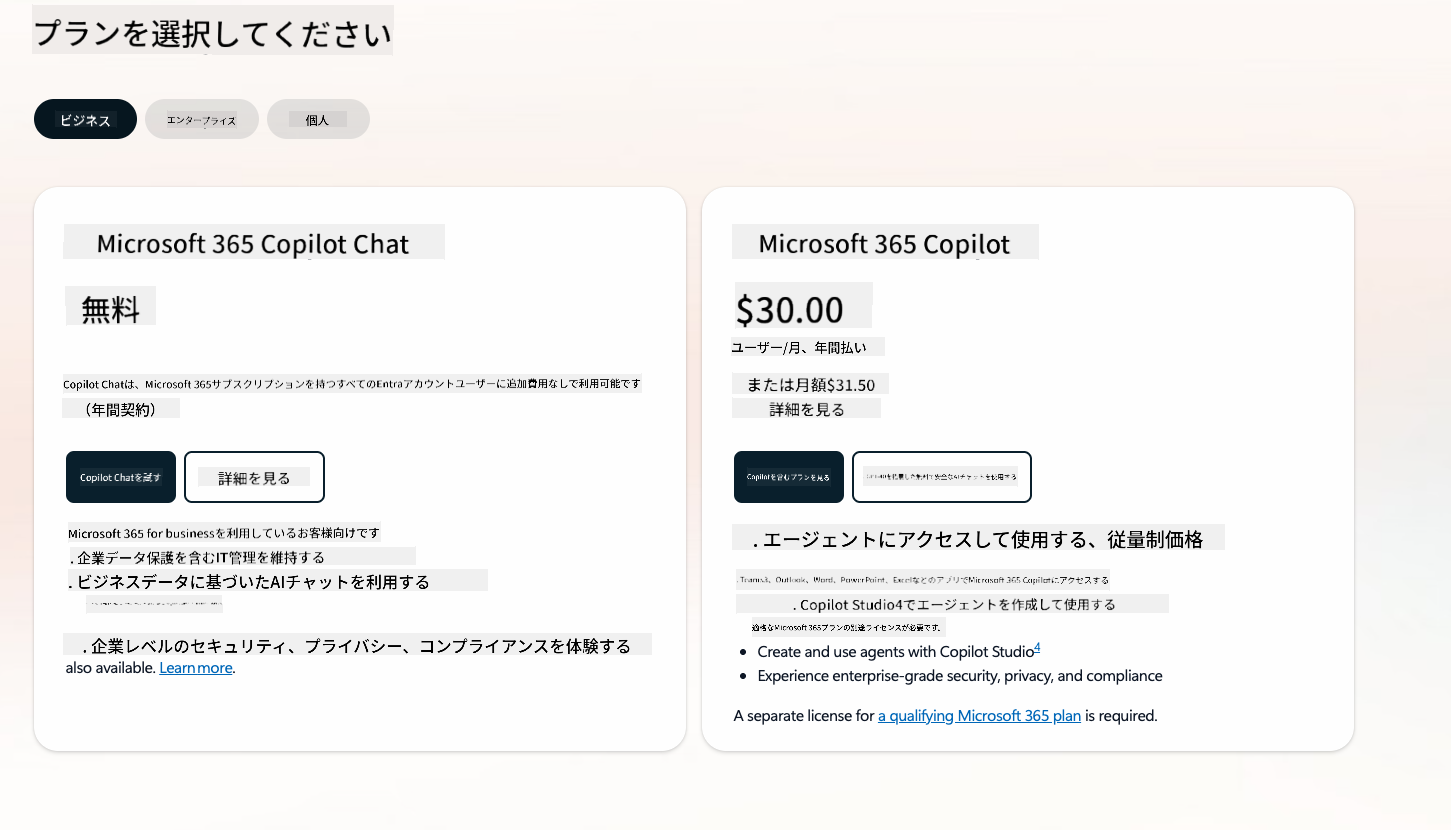 プランを選択してください
ビジネス
エンタープライズ
個人
Microsoft 365 Copilot Chat
無料
Copilot Chatは、Microsoft 365サブスクリプションを持つすべてのEntraアカウントユーザーに追加費用なしで利用可能です
（年間契約）
Copilot Chatを試す
詳細を見る
Microsoft 365 for businessを利用しているお客様向けです
. 企業データ保護を含むIT管理を維持する
. ビジネスデータに基づいたAIチャットを利用する
. 企業レベルのセキュリティ、プライバシー、コンプライアンスを体験する
also available. Learn more.
Microsoft 365 Copilot
$30.00
ユーザー/月、年間払い
または月額$31.50
詳細を見る
Copilotを含むプランを見る
. エージェントにアクセスして使用する、従量制価格
. Teams3、Outlook、Word、PowerPoint、ExcelなどのアプリでMicrosoft 365 Copilotにアクセスする
. Copilot Studio4でエージェントを作成して使用する
適格なMicrosoft 365プランの別途ライセンスが必要です。
• Create and use agents with Copilot Studio4
• Experience enterprise-grade security, privacy, and compliance
A separate license for a qualifying Microsoft 365 plan is required.